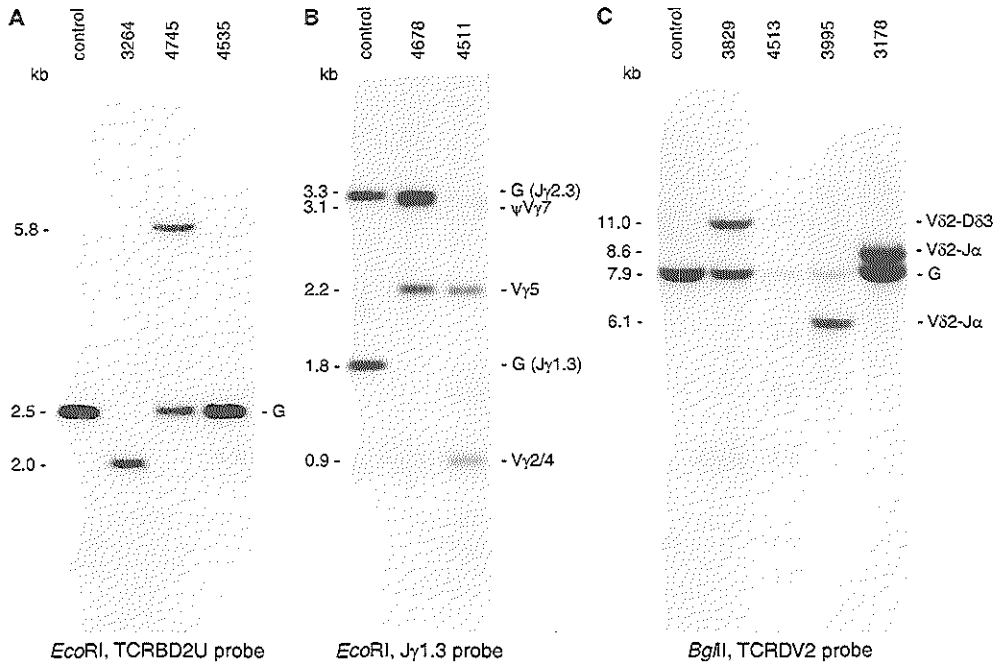 A
control
3264
4745
4535
kb
5.8 -
2.5 -
- G
2.0 -
EcoRI, TCRBD2U probe
B
control
4678
4511
kb
3.3 -
- G (Jγ2.3)
3.1 -
- ψVγ7
2.2 -
- Vγ5
1.8 -
- G (Jγ1.3)
0.9 -
- Vγ2/4
EcoRI, Jγ1.3 probe
C
control
3829
4513
3995
3178
kb
11.0 -
- Vδ2-Dδ3
8.6 -
- Vδ2-Jα
7.9 -
- G
6.1 -
- Vδ2-Jα
BglII, TCRDV2 probe